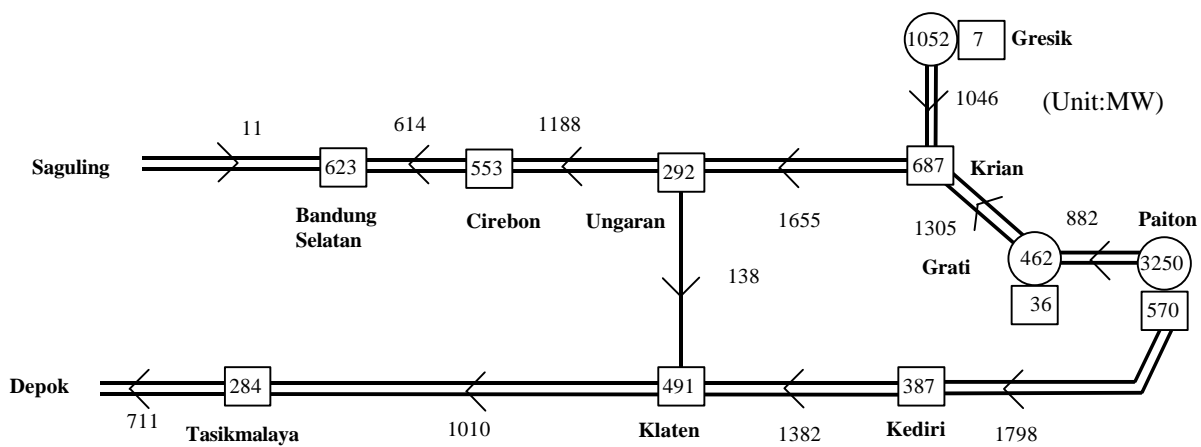 1052
7
Gresik
1046
(Unit:MW)
11
614
1188
Saguling
623
553
292
687
Krian
Bandung
Selatan
Cirebon
Ungaran
1655
1305
882
Paiton
Grati
462
3250
36
570
138
Depok
284
491
387
711
Tasikmalaya
1010
Klaten
1382
Kediri
1798